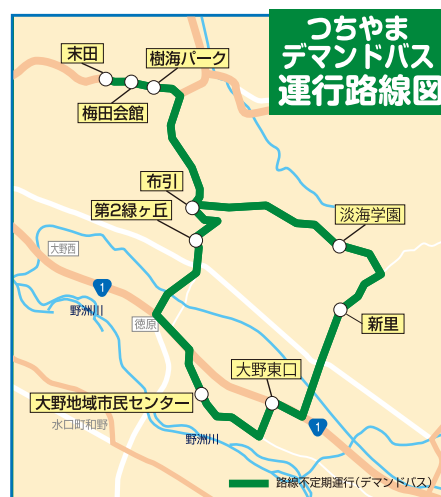 つちやま
デマンドバス
運行路線図
末田
樹海パーク
梅田会館
布引
第2緑ヶ丘
淡海学園
大野西
1
野洲川
徳原
新里
大野東口
大野地域市民センター
1
水口町和野
野洲川
路線不定期運行(デマンドバス)